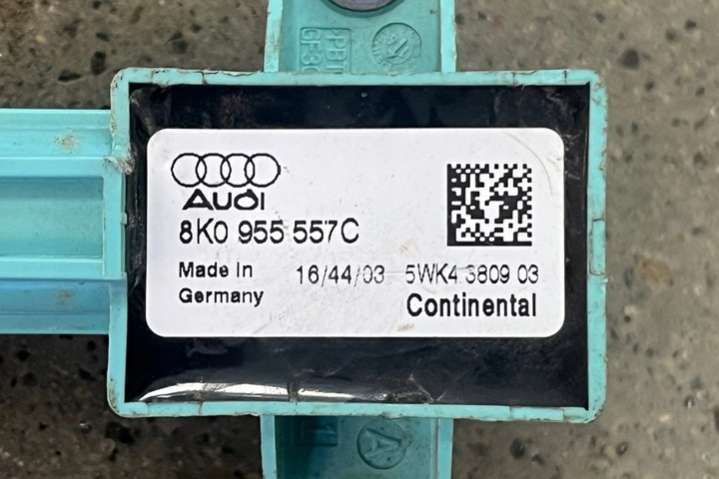 Audi
8K0 955 557C
Made In Germany
16/44/03 5WK4 3809 03
Continental
A